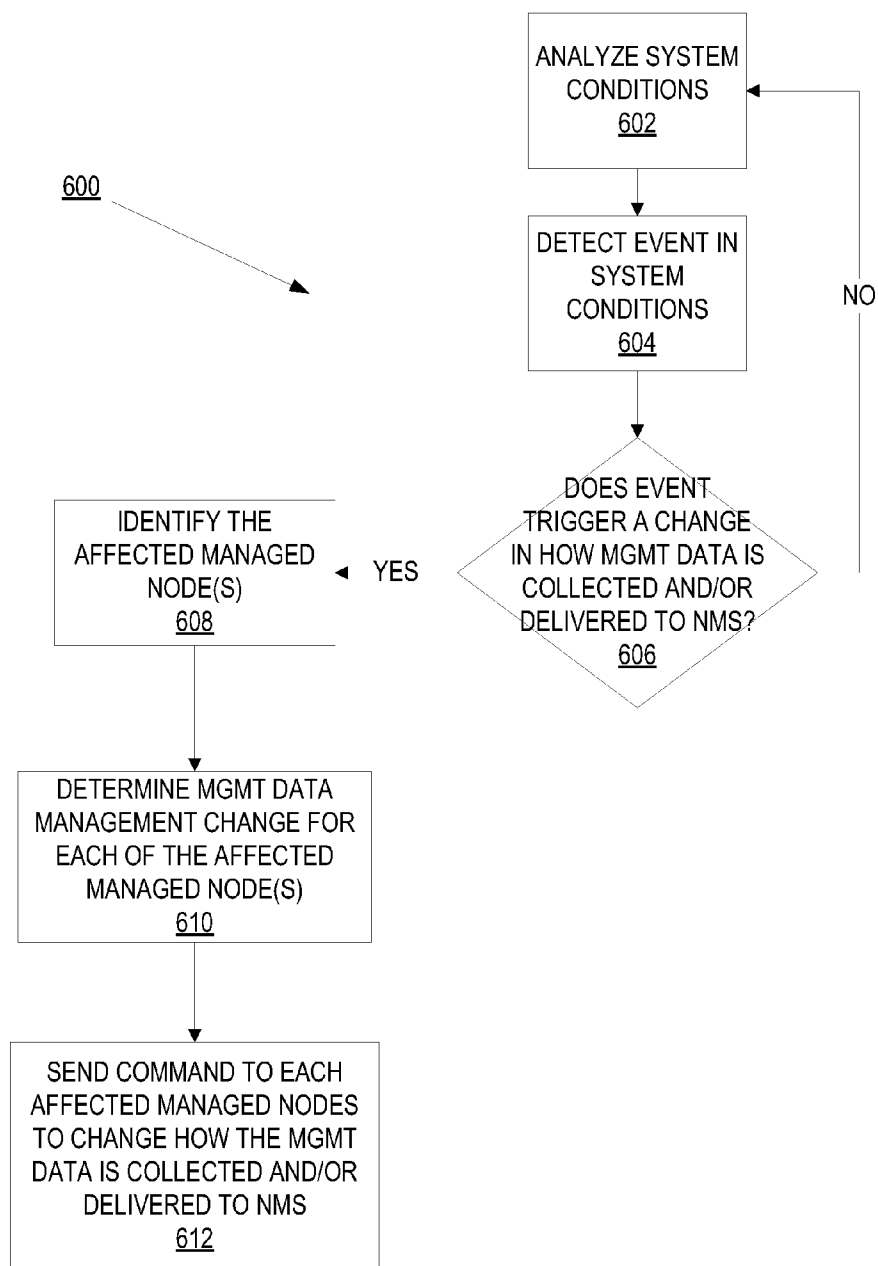 ANALYZE SYSTEM
CONDITIONS
602
600
DETECT EVENT IN
SYSTEM
CONDITIONS
604
NO
DOES EVENT
TRIGGER A CHANGE
IN HOW MGMT DATA IS
COLLECTED AND/OR
DELIVERED TO NMS?
606
YES
IDENTIFY THE
AFFECTED MANAGED
NODE(S)
608
DETERMINE MGMT DATA
MANAGEMENT CHANGE FOR
EACH OF THE AFFECTED
MANAGED NODE(S)
610
SEND COMMAND TO EACH
AFFECTED MANAGED NODES
TO CHANGE HOW THE MGMT
DATA IS COLLECTED AND/OR
DELIVERED TO NMS
612